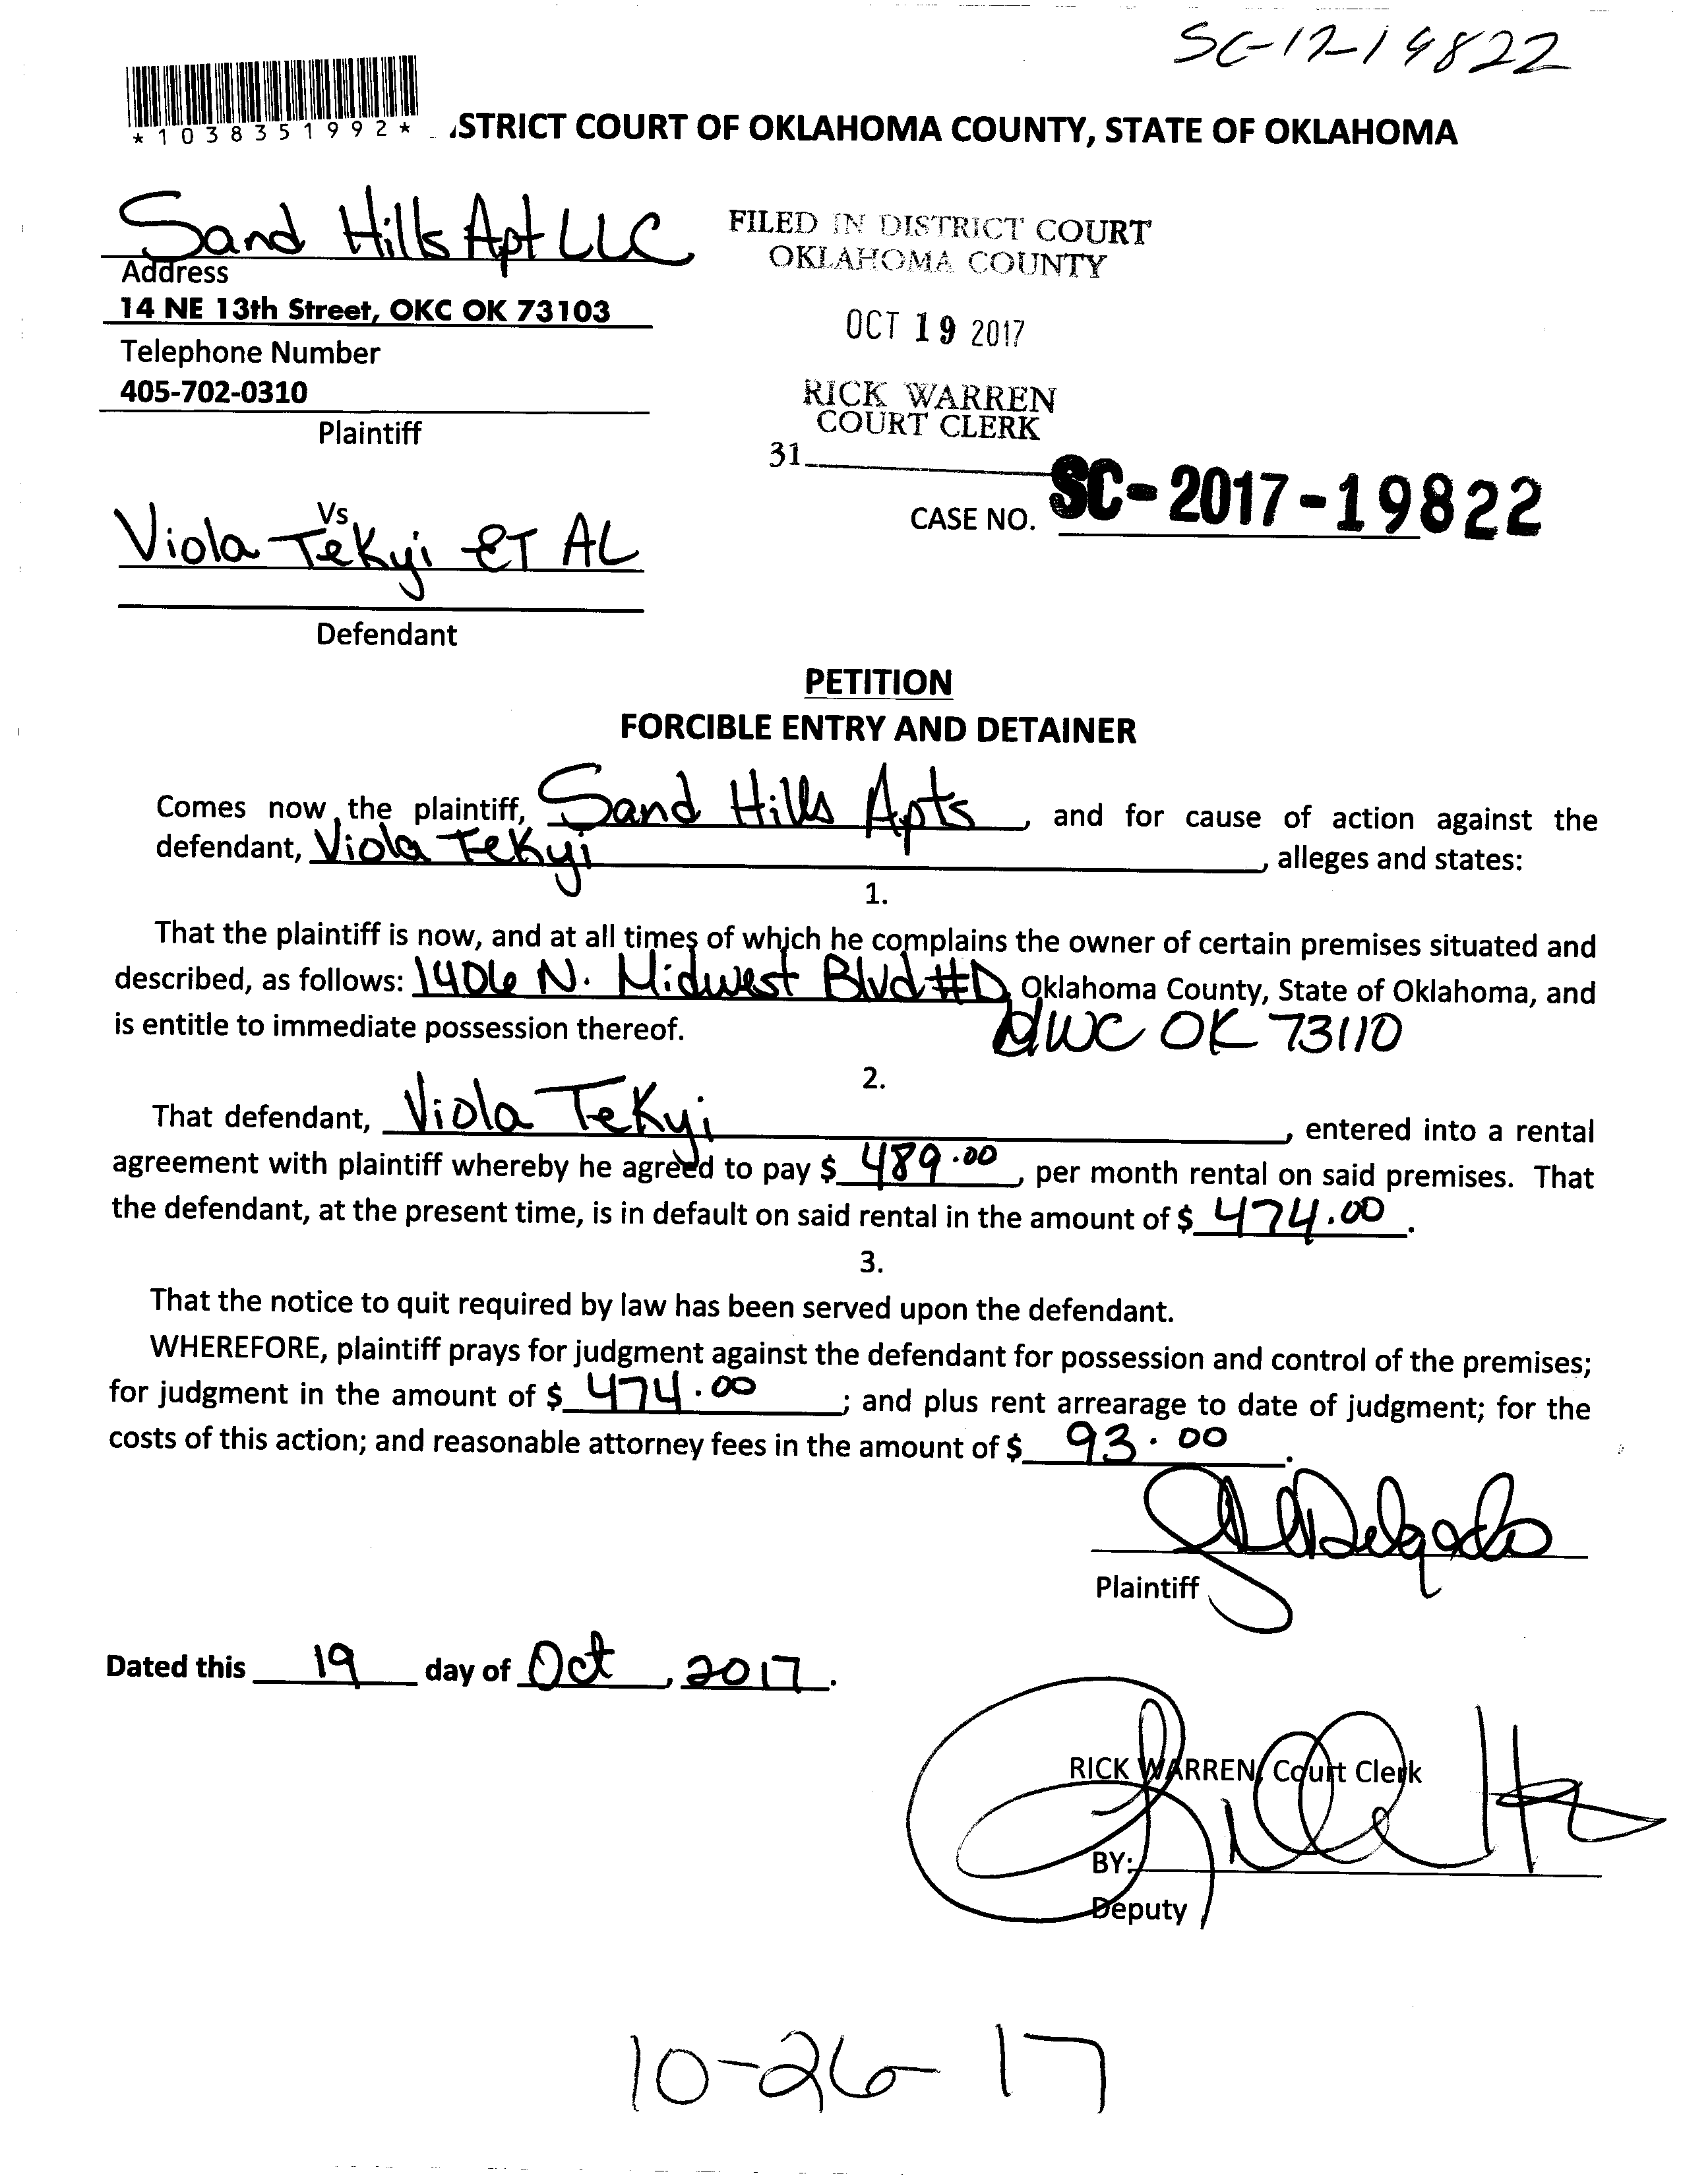 SC-17-19822
*1038351992*
STRICT COURT OF OKLAHOMA COUNTY, STATE OF OKLAHOMA
Sand Hills Apt LLC
Address
14 NE 13th Street, OKC OK 73103
Telephone Number
405-702-0310
Plaintiff
FILED IN DISTRICT COURT
OKLAHOMA COUNTY
OCT 19 2017
RICK WARREN
COURT CLERK
31
CASE NO. SC-2017-19822
Vs
Viola Tekyi ET AL
Defendant
PETITION
FORCIBLE ENTRY AND DETAINER
Comes now the plaintiff, Sand Hills Apts, and for cause of action against the
defendant, Viola Tekyi, alleges and states:
1.
That the plaintiff is now, and at all times of which he complains the owner of certain premises situated and
described, as follows: 1406 N. Midwest Blvd #D, Oklahoma County, State of Oklahoma, and
is entitle to immediate possession thereof. MWC OK 73110
2.
That defendant, Viola Tekyi, entered into a rental
agreement with plaintiff whereby he agreed to pay $ 489.00, per month rental on said premises. That
the defendant, at the present time, is in default on said rental in the amount of $ 474.00.
3.
That the notice to quit required by law has been served upon the defendant.
WHEREFORE, plaintiff prays for judgment against the defendant for possession and control of the premises;
for judgment in the amount of $ 474.00; and plus rent arrearage to date of judgment; for the
costs of this action; and reasonable attorney fees in the amount of $ 93.00.
Delgado
Plaintiff
Dated this 19 day of Oct, 2017.
RICK WARREN, Court Clerk
BY:
Deputy
10-26-17